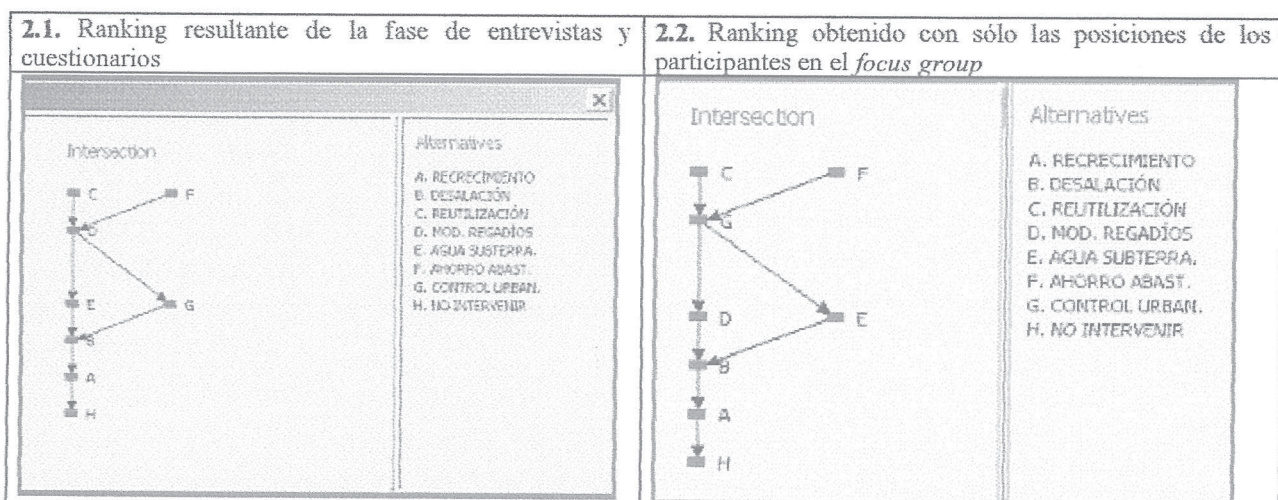 2.1. Ranking resultante de la fase de entrevistas y
cuestionarios
Intersection
C
F
D
E
G
B
A
H
Alternatives
A. RECRECIMIENTO
B. DESALACIÓN
C. REUTILIZACIÓN
D. MOD. REGADÍOS
E. AGUA SUBTERRA.
F. AHORRO ABAST.
G. CONTROL URBAN.
H. NO INTERVENIR
2.2. Ranking obtenido con sólo las posiciones de los
participantes en el focus group
Intersection
C
F
G
D
E
B
A
H
Alternatives
A. RECRECIMIENTO
B. DESALACIÓN
C. REUTILIZACIÓN
D. MOD. REGADÍOS
E. AGUA SUBTERRA.
F. AHORRO ABAST.
G. CONTROL URBAN.
H. NO INTERVENIR